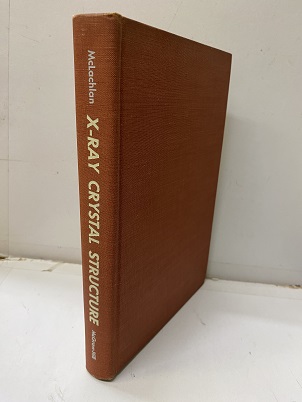 McLachlan
X-RAY CRYSTAL STRUCTURE
McGraw-Hill